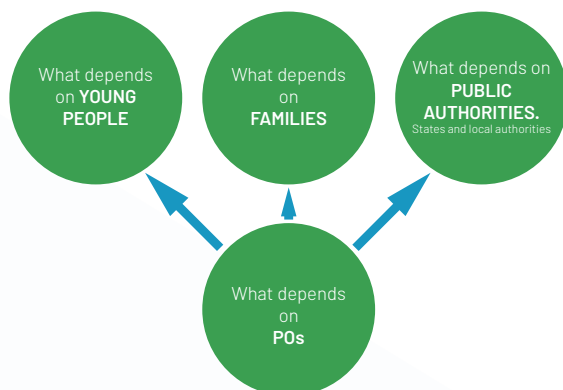 What depends
on YOUNG
PEOPLE
What depends
on
FAMILIES
What depends on
PUBLIC
AUTHORITIES.
States and local authorities
What depends
on
POs